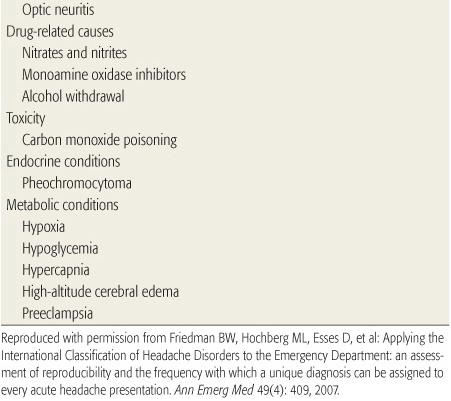 Optic neuritis
Drug-related causes
Nitrates and nitrites
Monoamine oxidase inhibitors
Alcohol withdrawal
Toxicity
Carbon monoxide poisoning
Endocrine conditions
Pheochromocytoma
Metabolic conditions
Hypoxia
Hypoglycemia
Hypercapnia
High-altitude cerebral edema
Preeclampsia
Reproduced with permission from Friedman BW, Hochberg ML, Esses D, et al: Applying the
International Classification of Headache Disorders to the Emergency Department: an assess-
ment of reproducibility and the frequency with which a unique diagnosis can be assigned to
every acute headache presentation. Ann Emerg Med 49(4): 409, 2007.